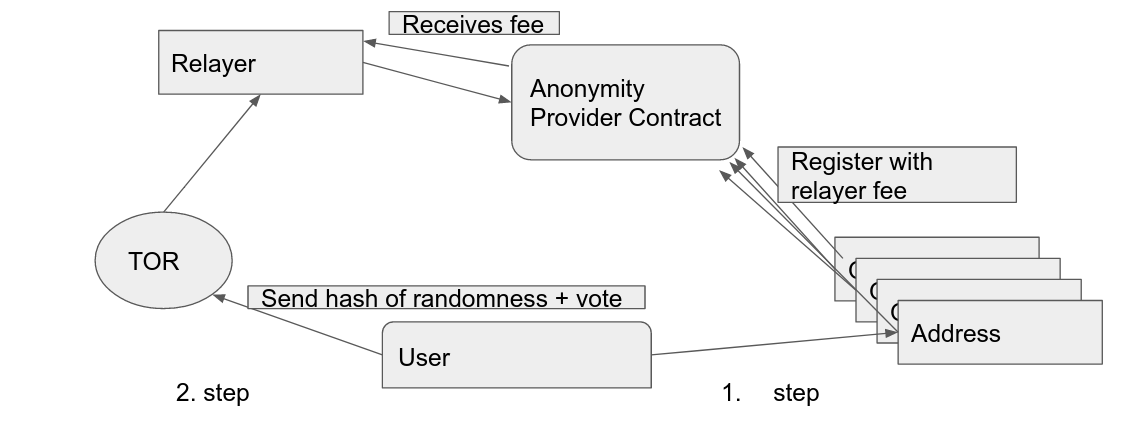 Receives fee
Relayer
Anonymity
Provider Contract
Register with
relayer fee
TOR
Send hash of randomness + vote
Address
User
2. step
1. step